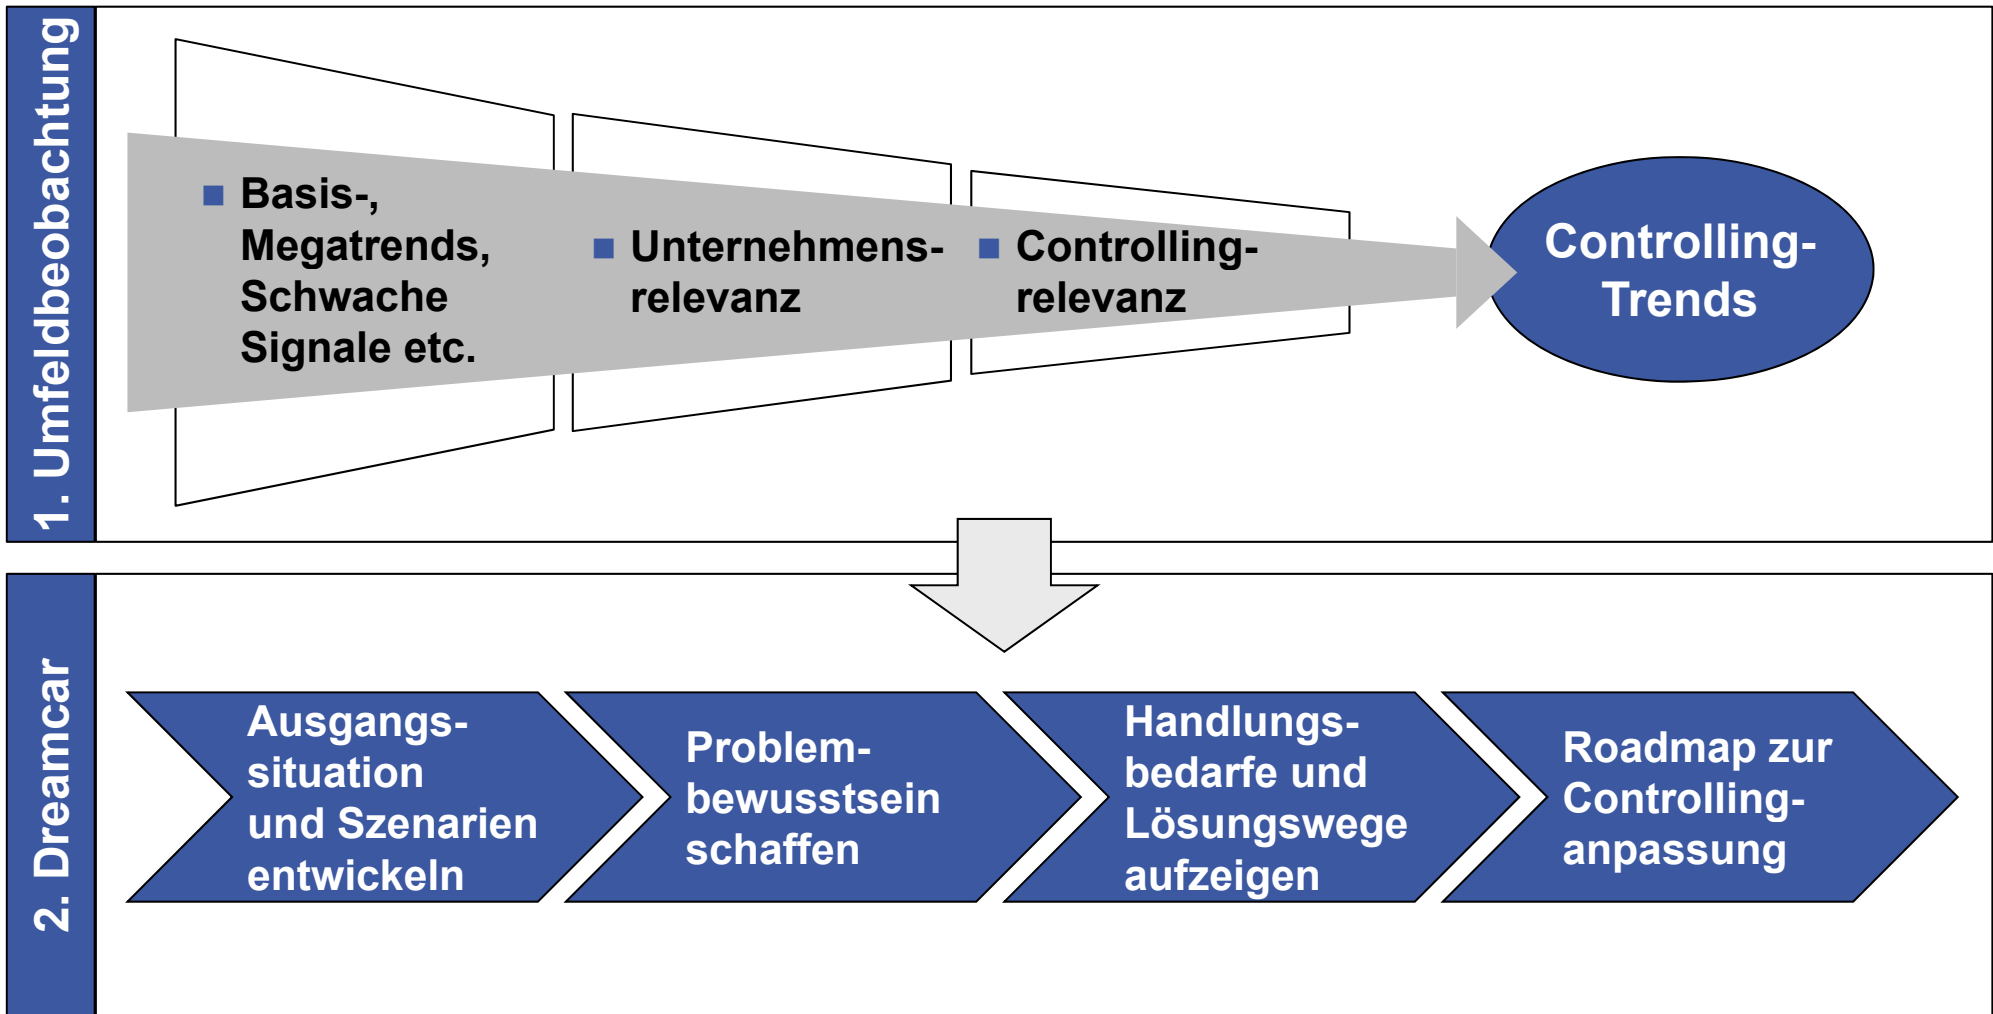 1. Umfeldbeobachtung
Basis-,
Megatrends,
Schwache
Signale etc.
Unternehmens-
relevanz
Controlling-
relevanz
Controlling-
Trends
2. Dreamcar
Ausgangs-
situation
und Szenarien
entwickeln
Problem-
bewusstsein
schaffen
Handlungs-
bedarfe und
Lösungswege
aufzeigen
Roadmap zur
Controlling-
anpassung